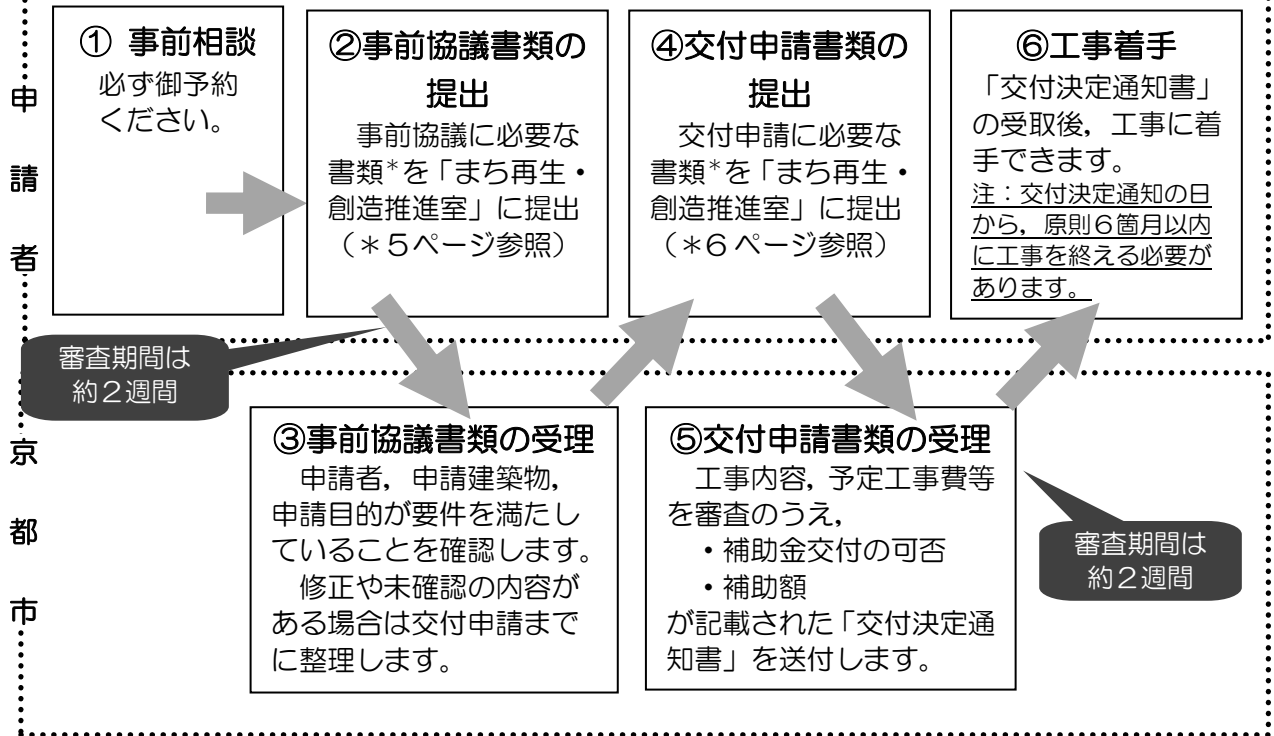 申請者
① 事前相談
必ず御予約
ください。
②事前協議書類の
提出
事前協議に必要な
書類*を「まち再生・
創造推進室」に提出
(*5ページ参照)
④交付申請書類の
提出
交付申請に必要な
書類*を「まち再生・
創造推進室」に提出
(*6ページ参照)
⑥工事着手
「交付決定通知書」
の受取後,工事に着
手できます。
注:交付決定通知の日
から,原則6箇月以内
に工事を終える必要が
あります。
審査期間は
約2週間
京都市
③事前協議書類の受理
申請者,申請建築物,
申請目的が要件を満たし
ていることを確認します。
修正や未確認の内容が
ある場合は交付申請まで
に整理します。
⑤交付申請書類の受理
工事内容,予定工事費等
を審査のうえ,
・補助金交付の可否
・補助額
が記載された「交付決定通
知書」を送付します。
審査期間は
約2週間